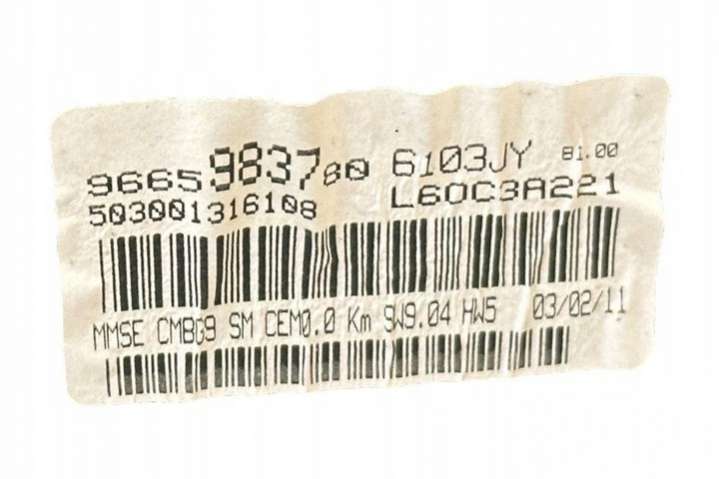 9665983780 6103JY 81.00
503001316108 L60C3A221
MMSE CMBG9 SM CEM0.0 Km SW9.04 HW5 03/02/11